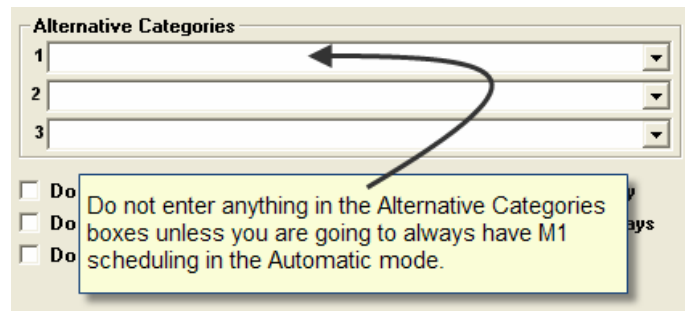 Alternative Categories
1
2
3
Do
Do not enter anything in the Alternative Categories
Do
boxes unless you are going to always have M1
ays
Do
scheduling in the Automatic mode.